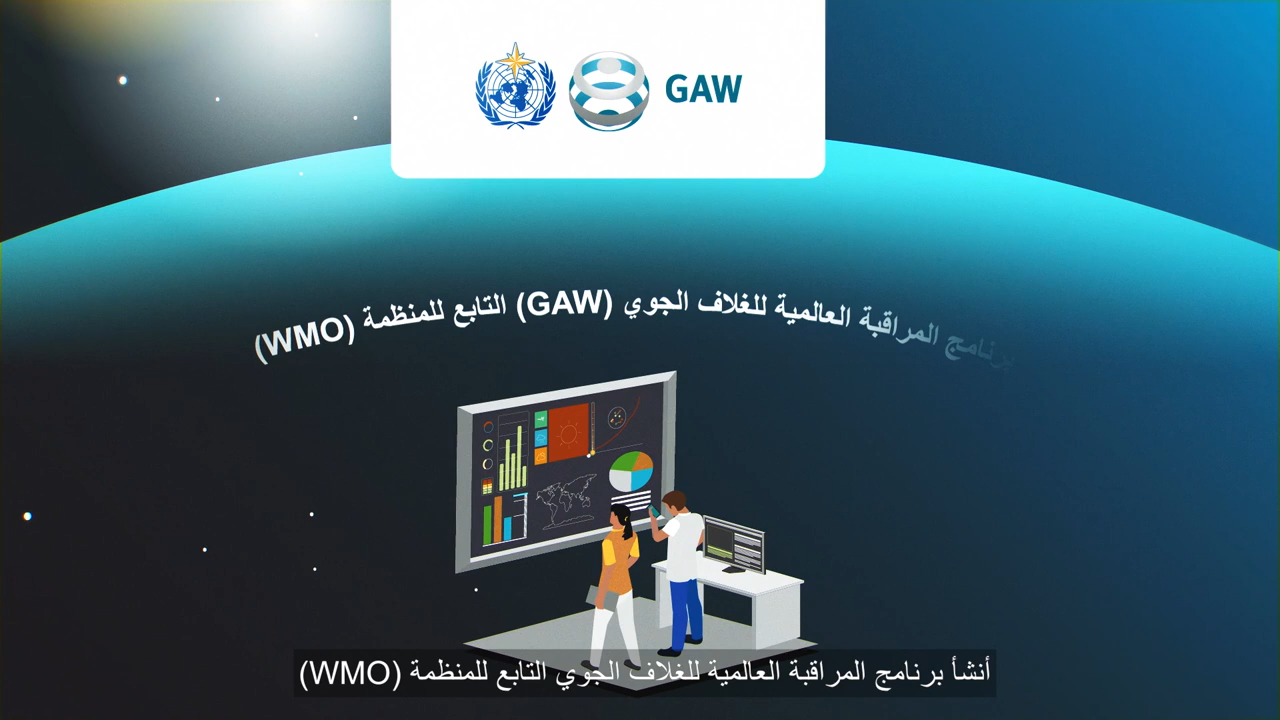 GAW
برنامج المراقبة العالمية للغلاف الجوي (GAW) التابع للمنظمة (WMO)
أنشأ برنامج المراقبة العالمية للغلاف الجوي التابع للمنظمة (WMO)